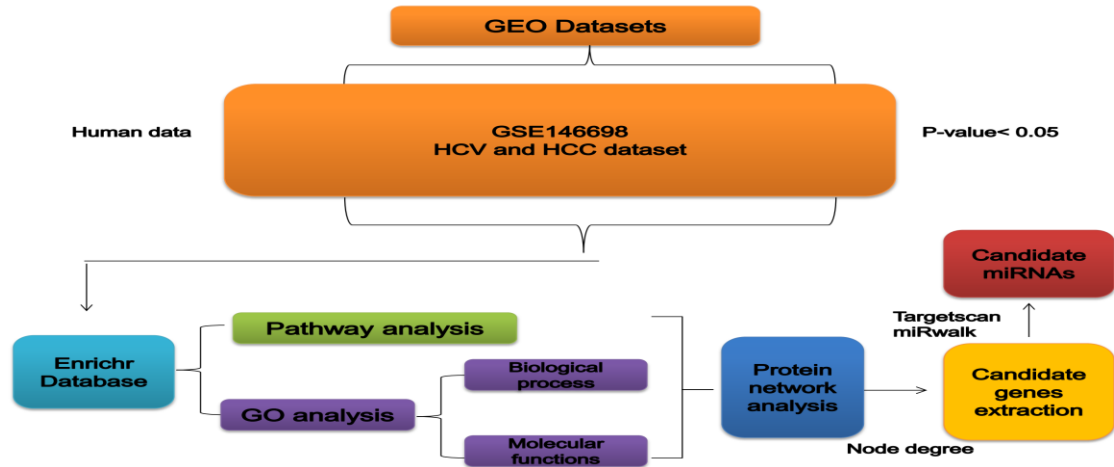 GEO Datasets
Human data
GSE146698
HCV and HCC dataset
P-value< 0.05
Candidate
miRNAs
Targetscan
miRwalk
Pathway analysis
Enrichr
Database
Biological
process
GO analysis
Molecular
functions
Protein
network
analysis
Candidate
genes
extraction
Node degree